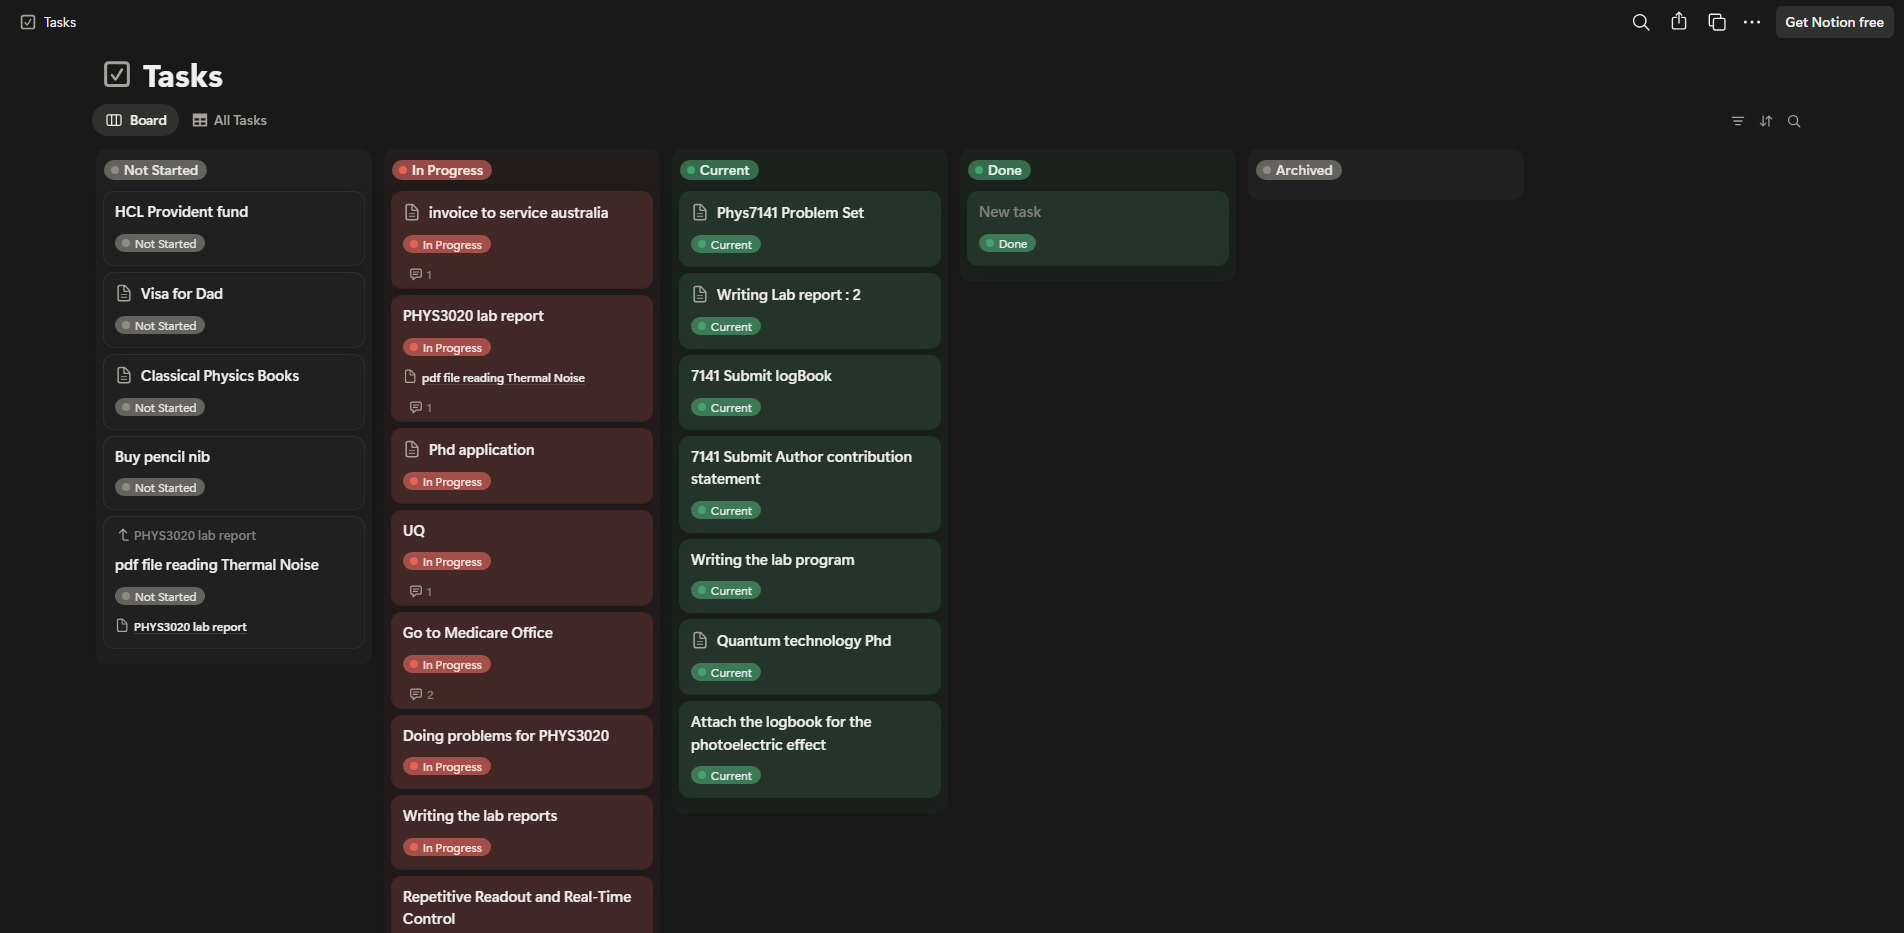 Tasks
Get Notion free
Tasks
Board
All Tasks
Not Started
HCL Provident fund
Not Started
Visa for Dad
Not Started
Classical Physics Books
Not Started
Buy pencil nib
Not Started
PHYS3020 lab report
pdf file reading Thermal Noise
Not Started
PHYS3020 lab report
In Progress
invoice to service australia
In Progress
1
PHYS3020 lab report
In Progress
pdf file reading Thermal Noise
1
Phd application
In Progress
UQ
In Progress
1
Go to Medicare Office
In Progress
2
Doing problems for PHYS3020
In Progress
Writing the lab reports
In Progress
Repetitive Readout and Real-Time
Control
Current
Phys7141 Problem Set
Current
Writing Lab report : 2
Current
7141 Submit logBook
Current
7141 Submit Author contribution
statement
Current
Writing the lab program
Current
Quantum technology Phd
Current
Attach the logbook for the
photoelectric effect
Current
Done
New task
Done
Archived